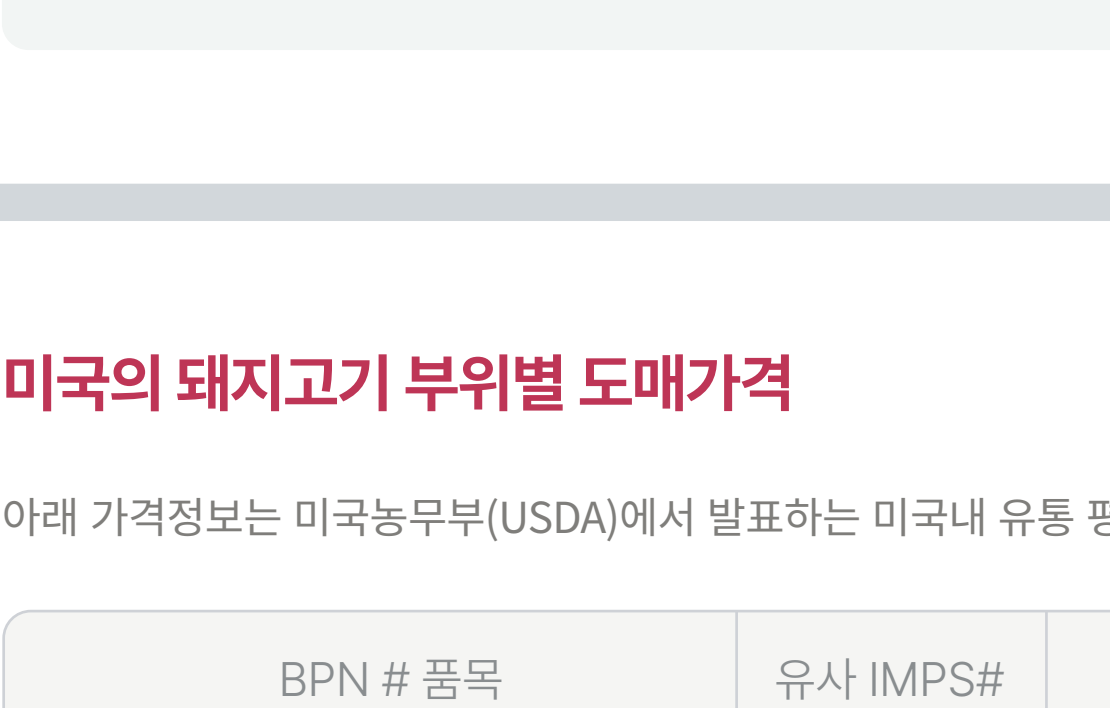 미국의 돼지고기 부위별 도매가격
아래 가격정보는 미국농무부(USDA)에서 발표하는 미국내 유통
BPN # 품목
유사 IMPS#